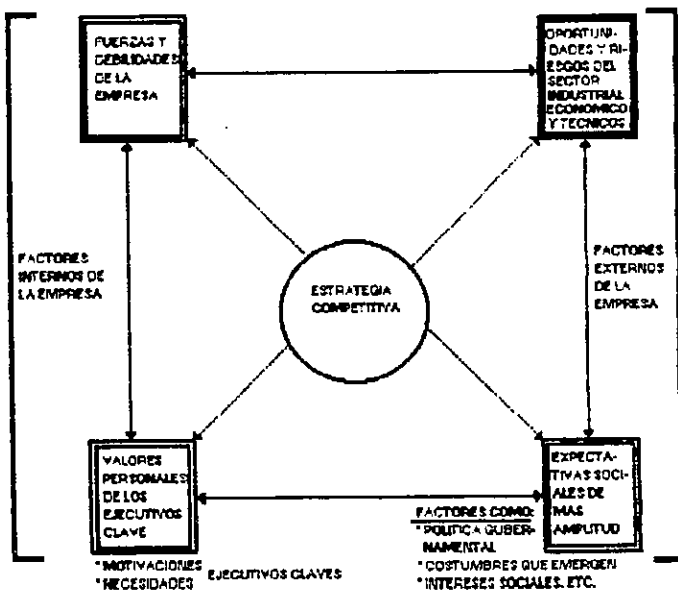 FUERZAS Y
DEBILIDADES
DE LA
EMPRESA
OPORTUNI-
DADES Y RI-
ESGOS DEL
SECTOR
INDUSTRIAL
ECONOMICO
Y TECNICOS
FACTORES
INTERNOS DE
LA EMPRESA
ESTRATEGIA
COMPETITIVA
FACTORES
EXTERNOS
DE LA
EMPRESA
VALORES
PERSONALES
DE LOS
EJECUTIVOS
CLAVE
EXPECTA-
TIVAS SOCI-
ALES DE
MAS
AMPLITUD
* MOTIVACIONES
* NECESIDADES
EJECUTIVOS CLAVES
FACTORES COMO:
* POLITICA GUBER-
NAMENTAL
* COSTUMBRES QUE EMERGEN
* INTERESES SOCIALES, ETC.